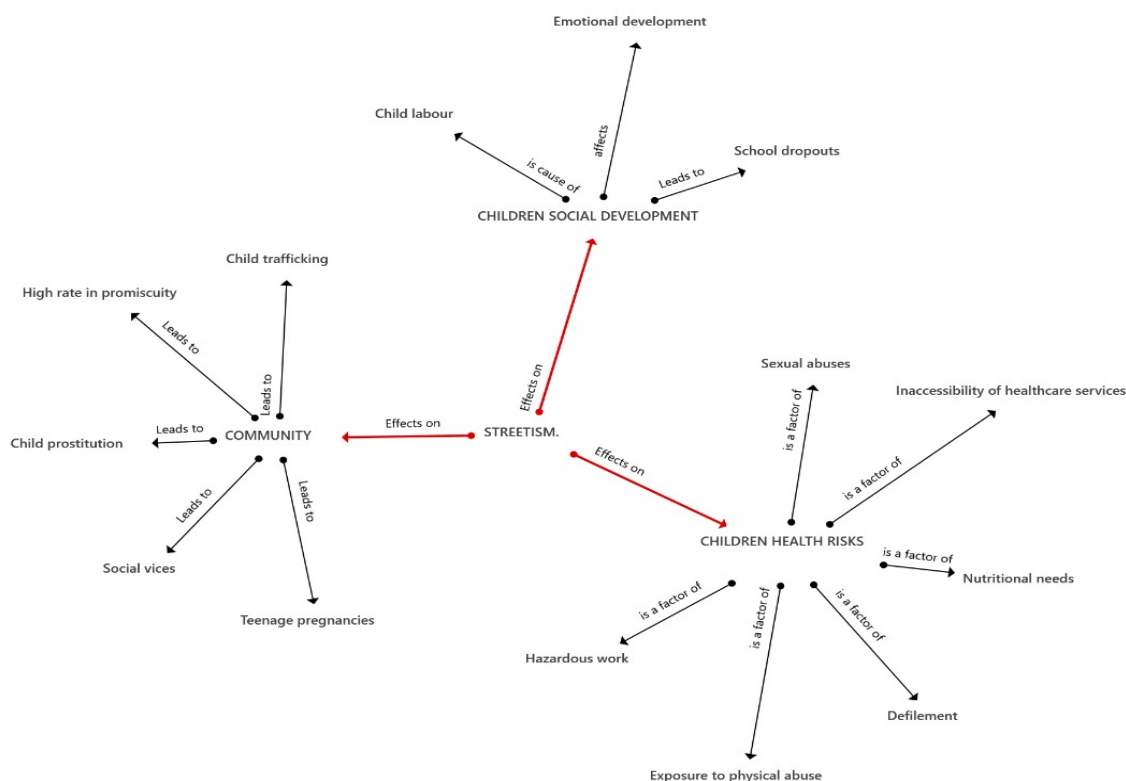 Emotional development
Child labour
affects
School dropouts
is cause of
Leads to
CHILDREN SOCIAL DEVELOPMENT
Child trafficking
High rate in promiscuity
Leads to
Leads to
Effects on
Sexual abuses
Inaccessibility of healthcare services
is a factor of
is a factor of
Child prostitution
Leads to
COMMUNITY
Effects on
STREETISM.
Effects on
Leads to
Leads to
CHILDREN HEALTH RISKS
is a factor of
Nutritional needs
Social vices
Teenage pregnancies
is a factor of
is a factor of
is a factor of
Hazardous work
Defilement
Exposure to physical abuse